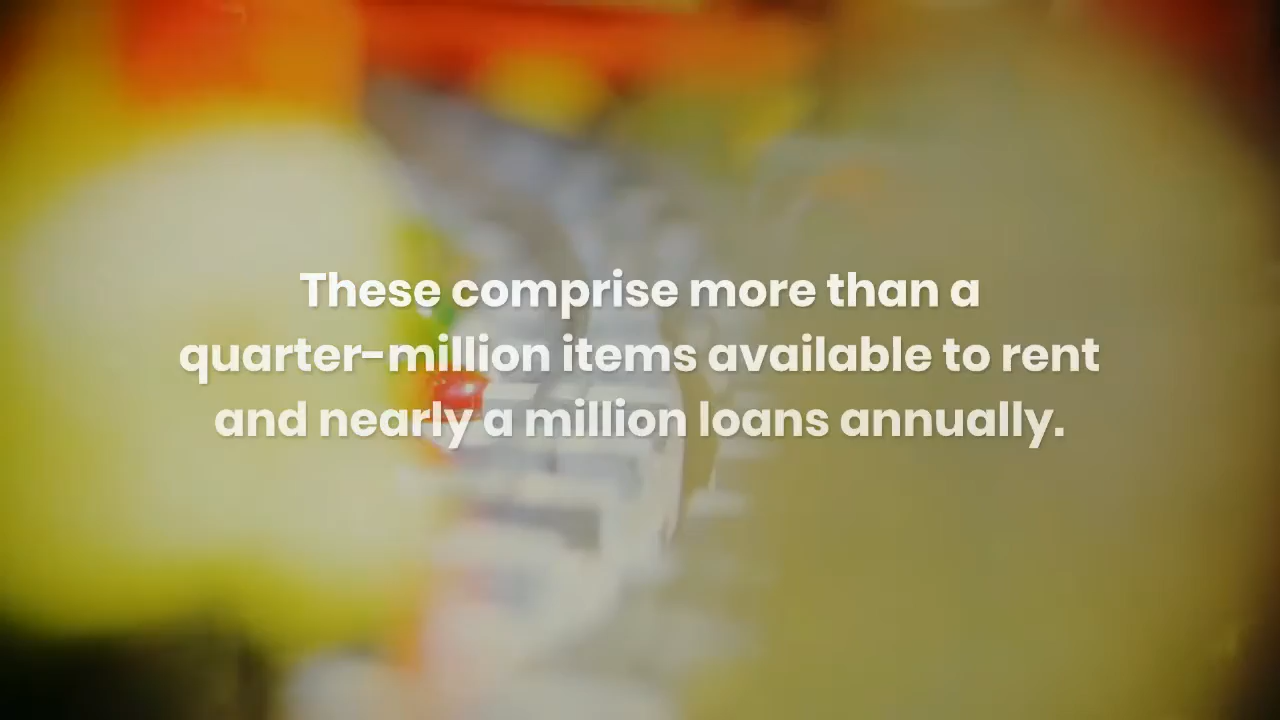 These comprise more than a
quarter-million items available to rent
and nearly a million loans annually.